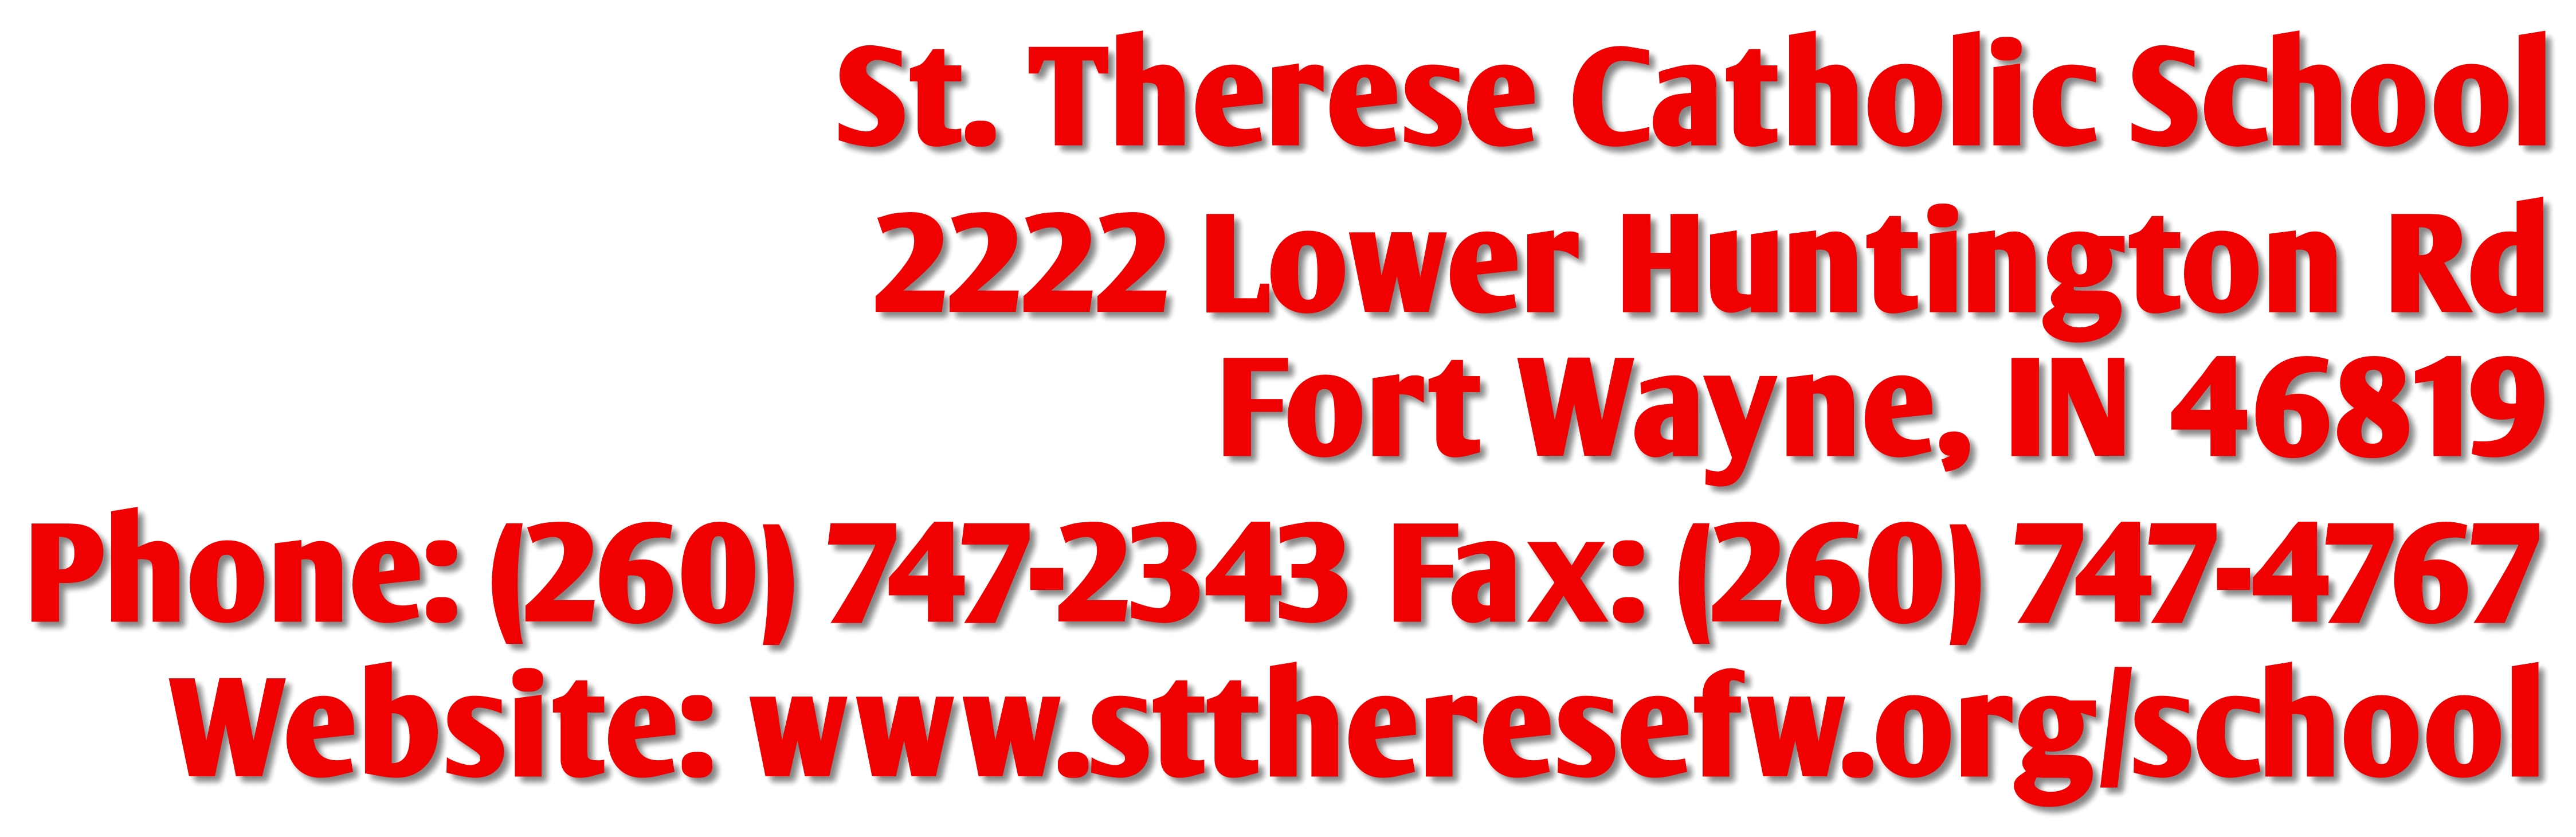 St. Therese Catholic School
2222 Lower Huntington Rd
Fort Wayne, IN 46819
Phone: (260) 747-2343 Fax: (260) 747-4767
Website: www.sttheresefw.org/school